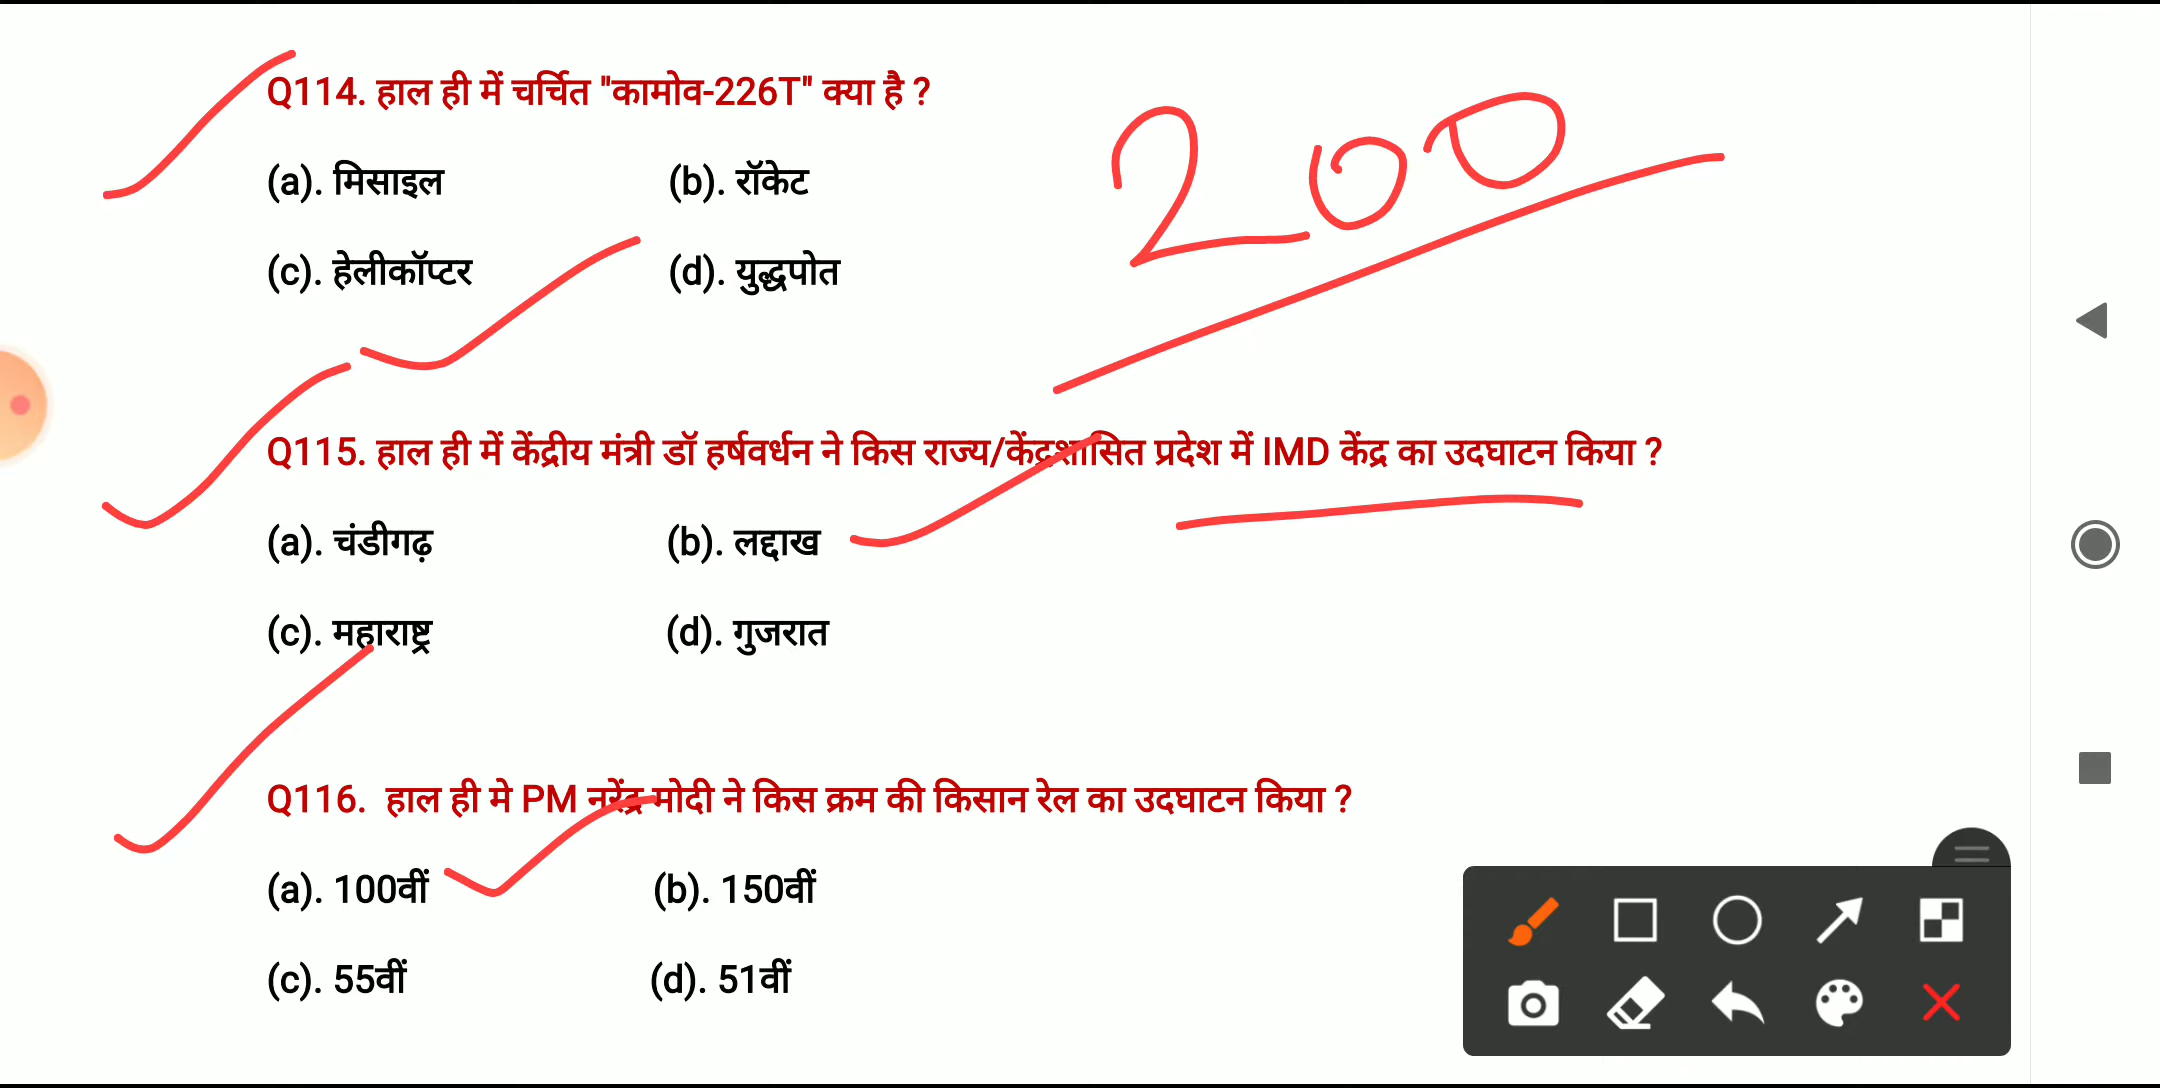 Q114. हाल ही में चर्चित "कामोव-226T" क्या है ?
200
(a). मिसाइल (b). रॉकेट
(c). हेलीकॉप्टर (d). युद्धपोत
Q115. हाल ही में केंद्रीय मंत्री डॉ हर्षवर्धन ने किस राज्य/केंद्रशासित प्रदेश में IMD केंद्र का उदघाटन किया ?
(a). चंडीगढ़ (b). लद्दाख
(c). महाराष्ट्र (d). गुजरात
Q116. हाल ही मे PM नरेंद्र मोदी ने किस क्रम की किसान रेल का उदघाटन किया ?
(a). 100वीं (b). 150वीं
(c). 55वीं (d). 51वीं